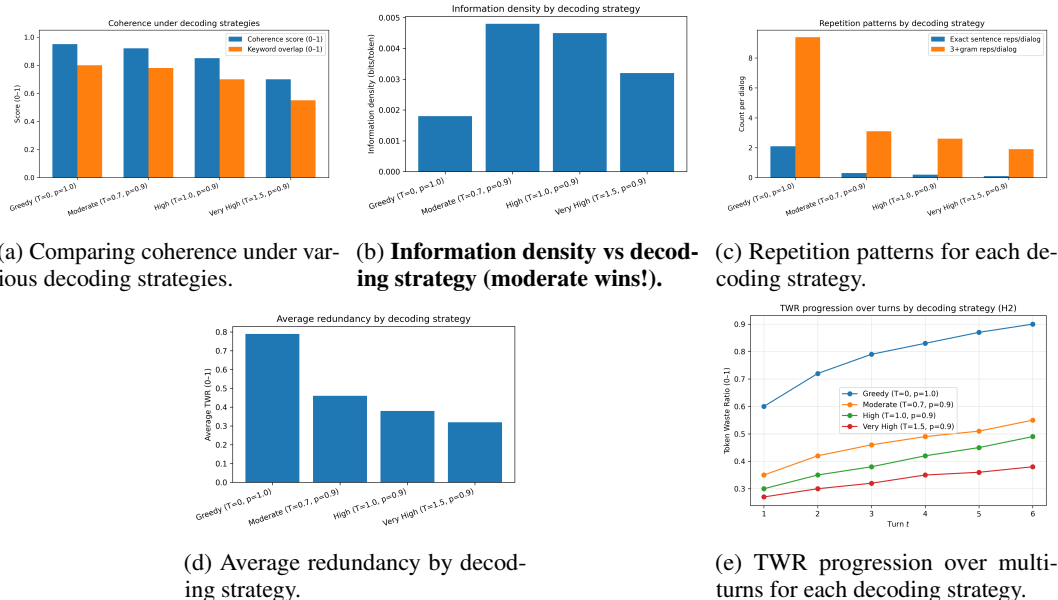 Coherence under decoding strategies
Coherence score (0–1)
Keyword overlap (0–1)
Score (0–1)
1.0
0.8
0.6
0.4
0.2
0.0
Greedy (T=0, p=1.0)
Moderate (T=0.7, p=0.9)
High (T=1.0, p=0.9)
Very High (T=1.5, p=0.9)
Information density by decoding strategy
Information density (bits/token)
0.005
0.004
0.003
0.002
0.001
0.000
Greedy (T=0, p=1.0)
Moderate (T=0.7, p=0.9)
High (T=1.0, p=0.9)
Very High (T=1.5, p=0.9)
Repetition patterns by decoding strategy
Exact sentence reps/dialog
3+gram reps/dialog
Count per dialog
8
6
4
2
0
Greedy (T=0, p=1.0)
Moderate (T=0.7, p=0.9)
High (T=1.0, p=0.9)
Very High (T=1.5, p=0.9)
(a) Comparing coherence under var-
ious decoding strategies.
(b) Information density vs decod-
ing strategy (moderate wins!).
(c) Repetition patterns for each de-
coding strategy.
Average redundancy by decoding strategy
Average TWR (0–1)
0.8
0.7
0.6
0.5
0.4
0.3
0.2
0.1
0.0
Greedy (T=0, p=1.0)
Moderate (T=0.7, p=0.9)
High (T=1.0, p=0.9)
Very High (T=1.5, p=0.9)
TWR progression over turns by decoding strategy (H2)
Token Waste Ratio (0–1)
0.9
0.8
0.7
0.6
0.5
0.4
0.3
Greedy (T=0, p=1.0)
Moderate (T=0.7, p=0.9)
High (T=1.0, p=0.9)
Very High (T=1.5, p=0.9)
1 2 3 4 5 6
Turn t
(d) Average redundancy by decod-
ing strategy.
(e) TWR progression over multi-
turns for each decoding strategy.